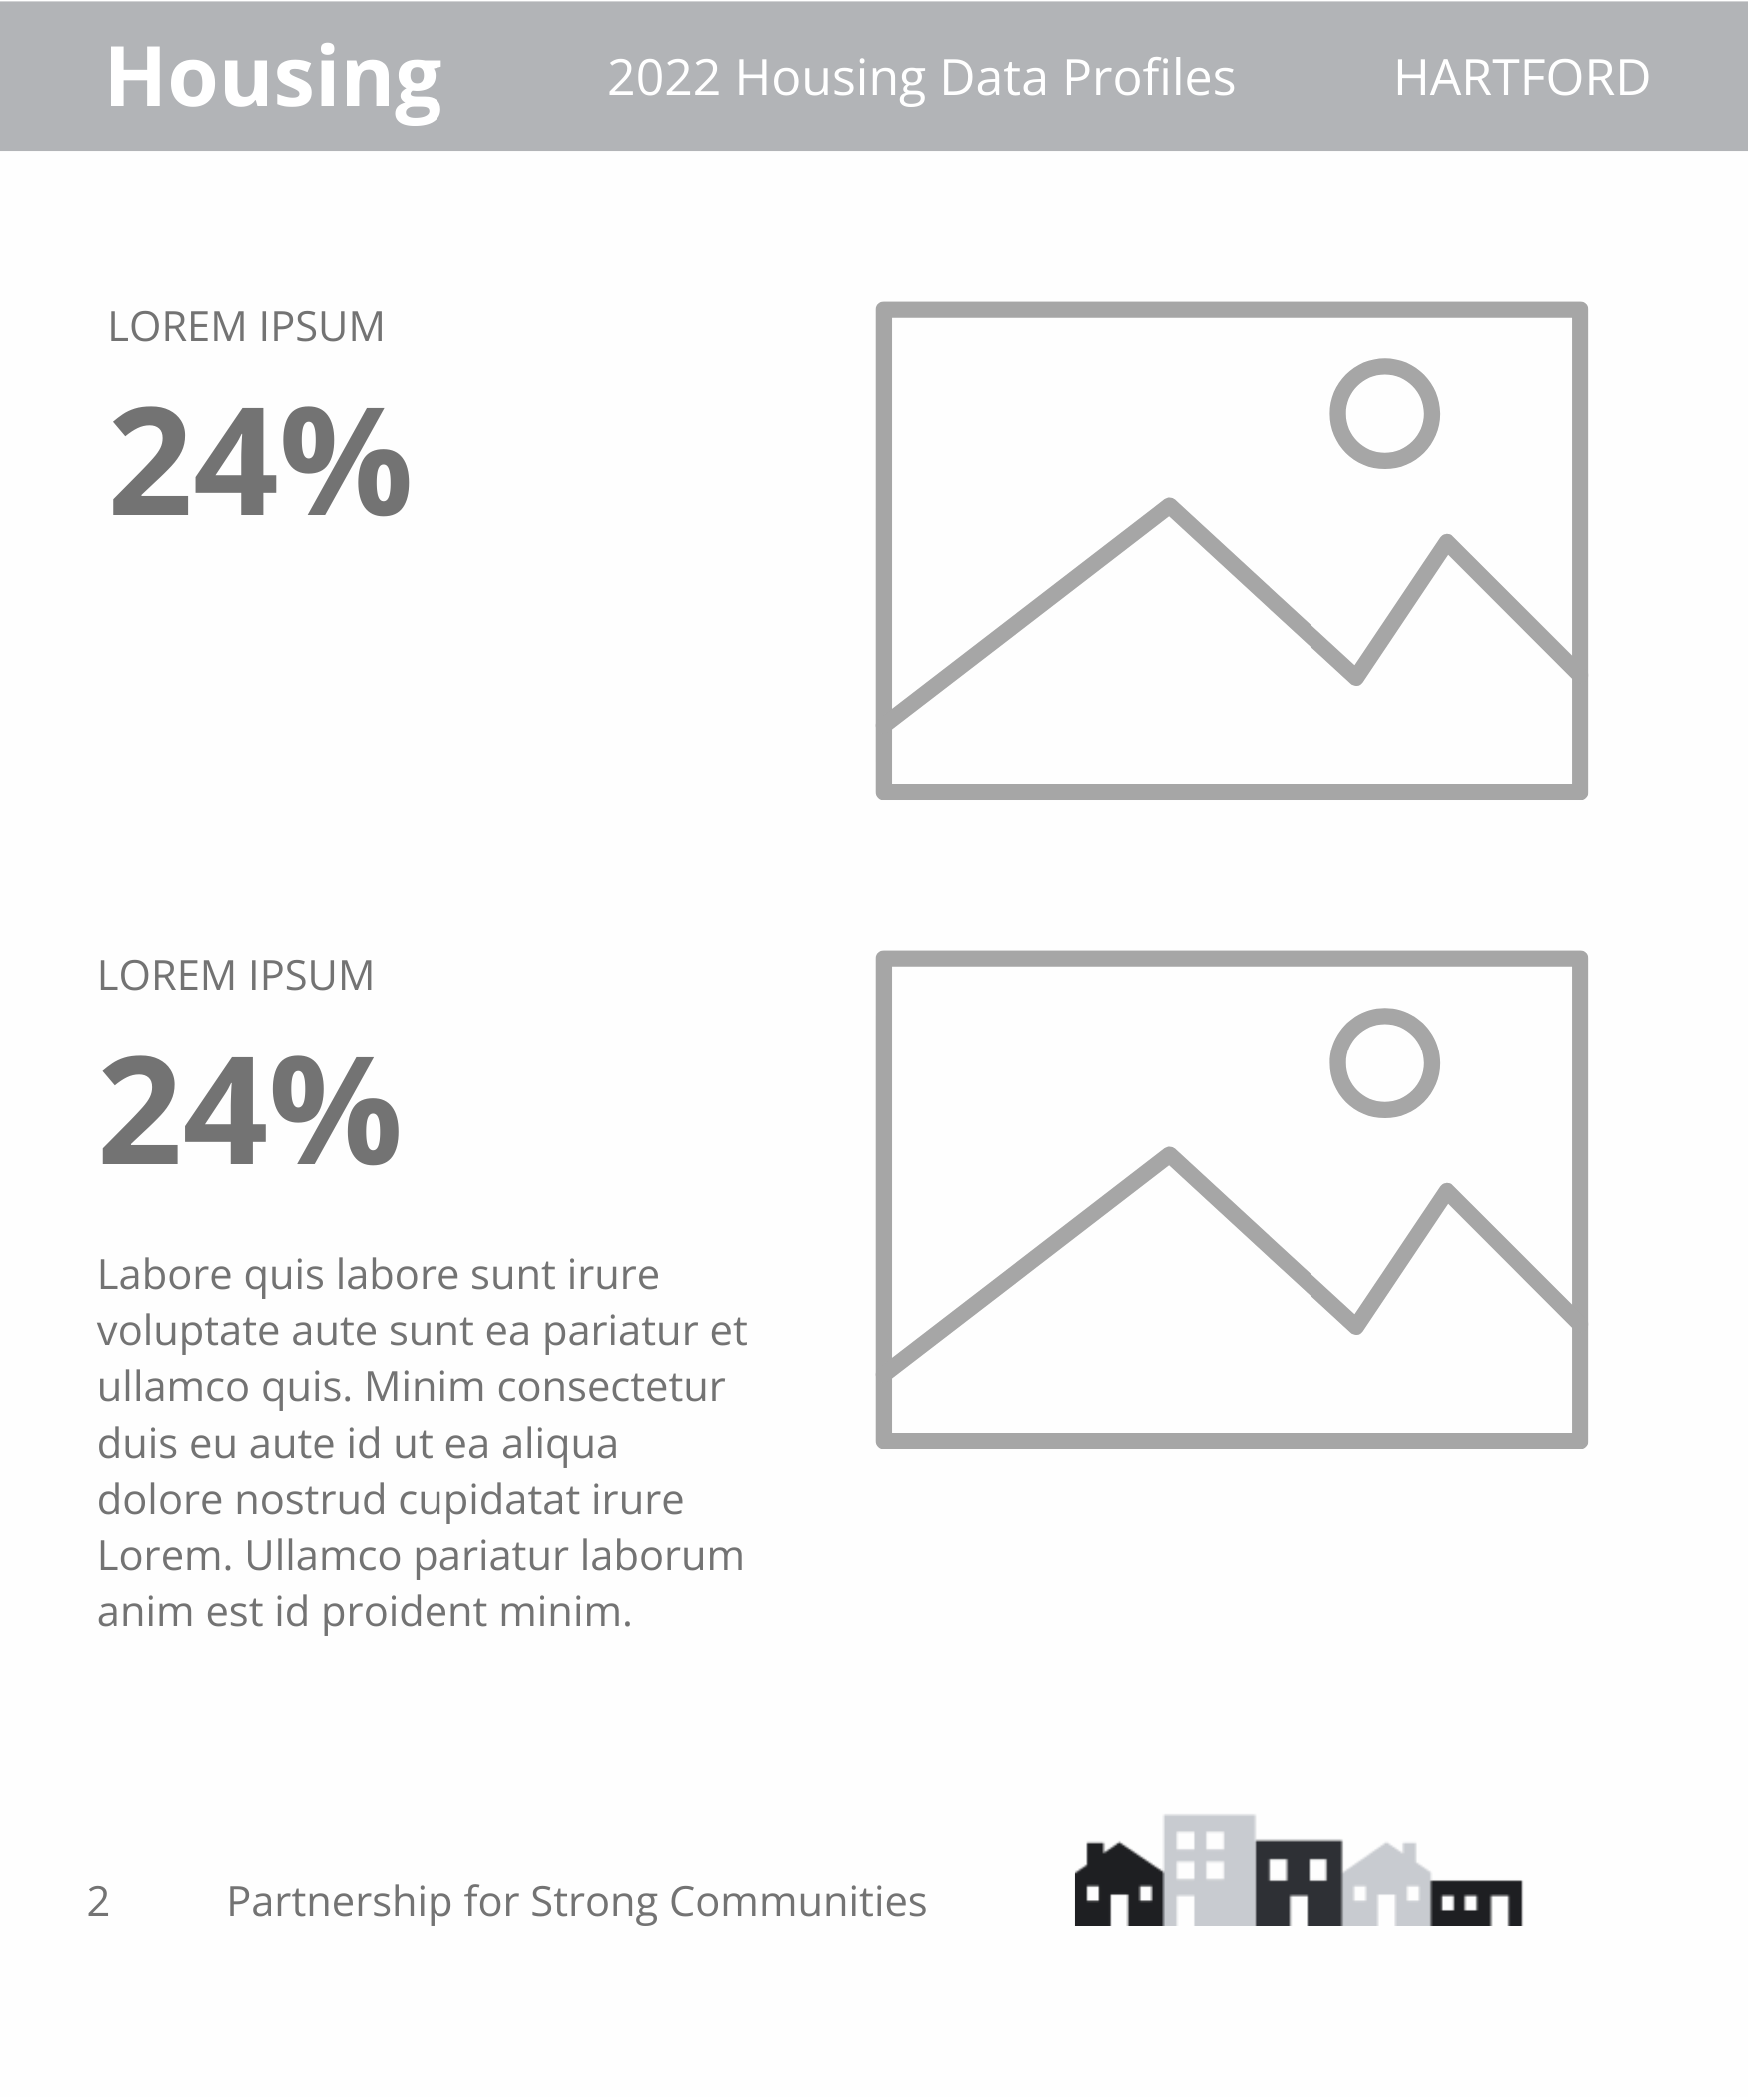 Housing
2022 Housing Data Profiles
HARTFORD
LOREM IPSUM
24%
LOREM IPSUM
24%
Labore quis labore sunt irure
voluptate aute sunt ea pariatur et
ullamco quis. Minim consectetur
duis eu aute id ut ea aliqua
dolore nostrud cupidatat irure
Lorem. Ullamco pariatur laborum
anim est id proident minim.
2
Partnership for Strong Communities